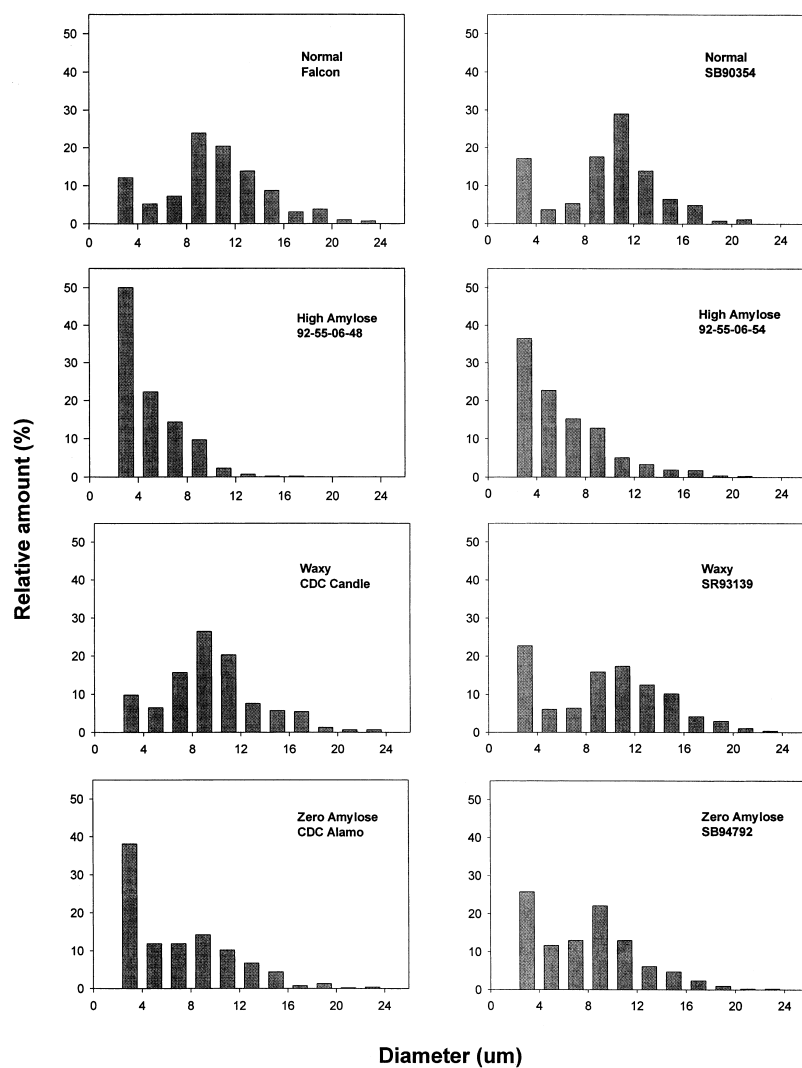 50
40
30
20
10
0
0 4 8 12 16 20 24
Normal
Falcon
50
40
30
20
10
0
0 4 8 12 16 20 24
Normal
SB90354
50
40
30
20
10
0
0 4 8 12 16 20 24
High Amylose
92-55-06-48
50
40
30
20
10
0
0 4 8 12 16 20 24
High Amylose
92-55-06-54
50
40
30
20
10
0
0 4 8 12 16 20 24
Waxy
CDC Candle
50
40
30
20
10
0
0 4 8 12 16 20 24
Waxy
SR93139
50
40
30
20
10
0
0 4 8 12 16 20 24
Zero Amylose
CDC Alamo
50
40
30
20
10
0
0 4 8 12 16 20 24
Zero Amylose
SB94792
Relative amount (%)
Diameter (um)